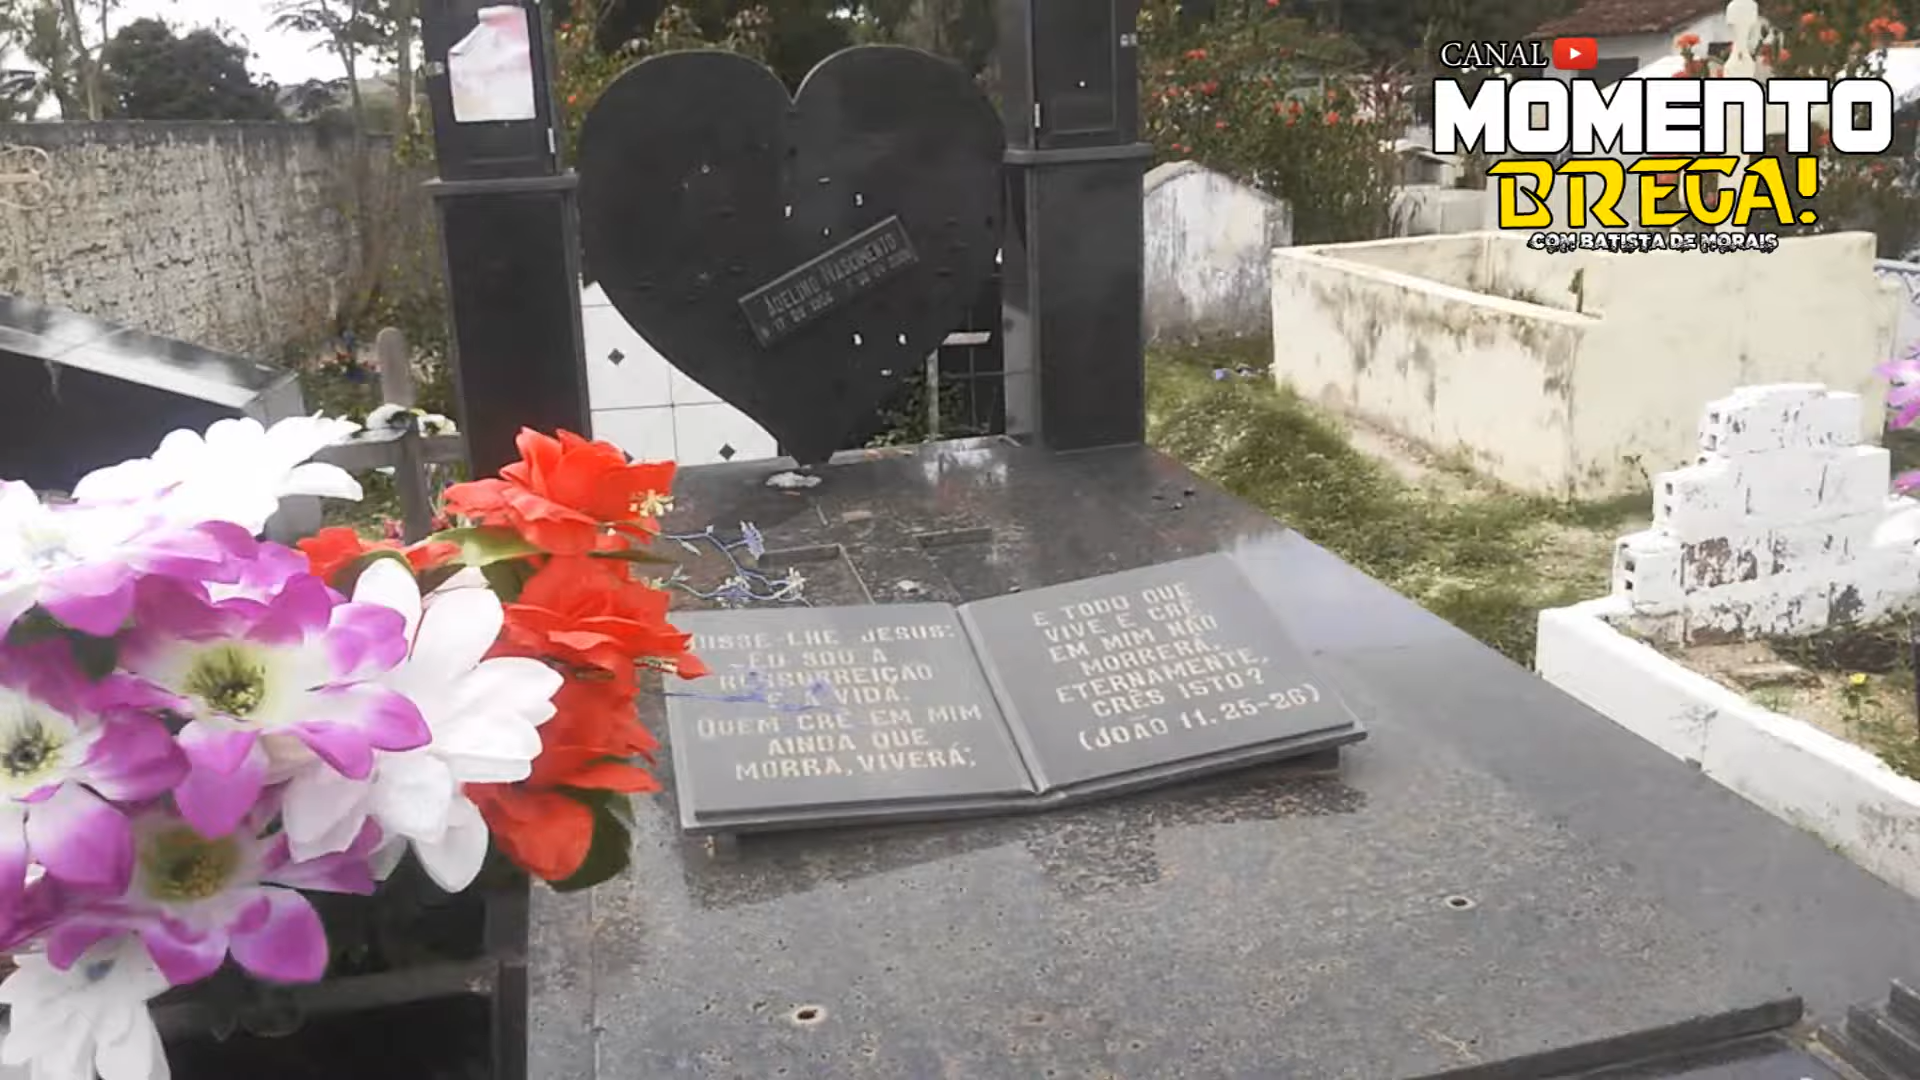 CANAL
MOMENTO
BREGA!
COM BATISTA DE MORAIS
ADELINO NASCIMENTO
DISSE-LHE JESUS:
EU SOU A
RESSURREIÇÃO
E A VIDA.
QUEM CRÊ EM MIM
AINDA QUE
MORRA, VIVERÁ;
E TODO QUE
VIVE E CRÊ
EM MIM NÃO
MORRERÁ,
ETERNAMENTE,
CRÊS ISTO?
(JOÃO 11.25-26)